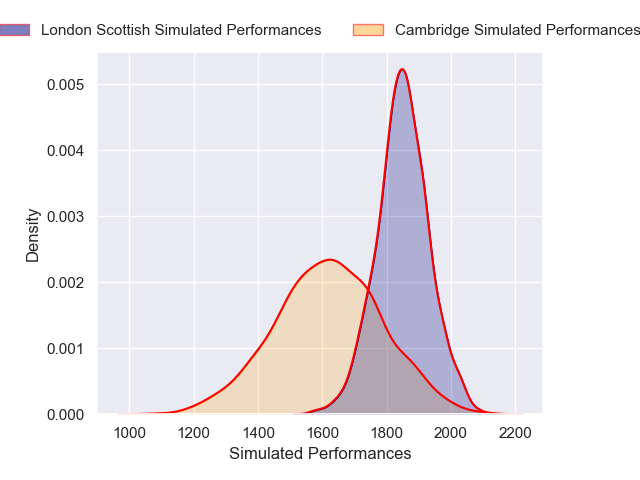 London Scottish Simulated Performances
Cambridge Simulated Performances
0.005
0.004
0.003
0.002
0.001
0.000
Density
1000 1200 1400 1600 1800 2000 2200
Simulated Performances